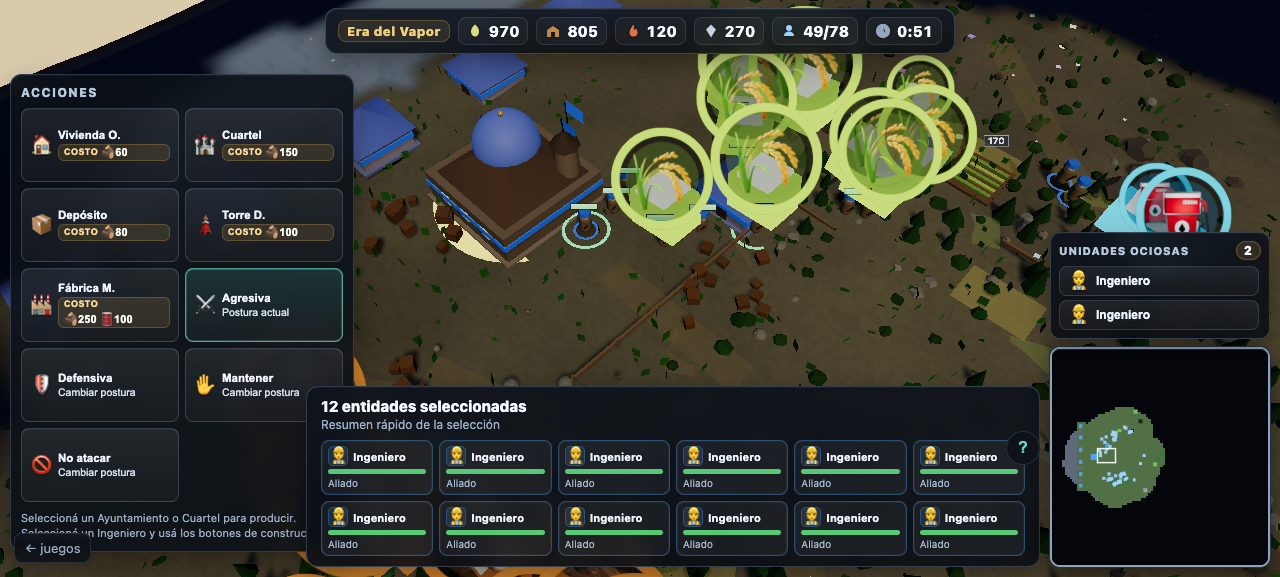 Era del Vapor 970 805 120 270 49/78 0:51
ACCIONES
Vivienda O.
COSTO 60
Cuartel
COSTO 150
Depósito
COSTO 80
Torre D.
COSTO 100
Fábrica M.
COSTO
250 100
Agresiva
Postura actual
Defensiva
Cambiar postura
Mantener
Cambiar postura
No atacar
Cambiar postura
Seleccioná un Ayuntamiento o Cuartel para producir.
Seleccioná un Ingeniero y usá los botones de construc
← juegos
170
UNIDADES OCIOSAS 2
Ingeniero
Ingeniero
12 entidades seleccionadas
Resumen rápido de la selección
?
Ingeniero Ingeniero Ingeniero Ingeniero Ingeniero Ingeniero
Aliado Aliado Aliado Aliado Aliado Aliado
Ingeniero Ingeniero Ingeniero Ingeniero Ingeniero Ingeniero
Aliado Aliado Aliado Aliado Aliado Aliado